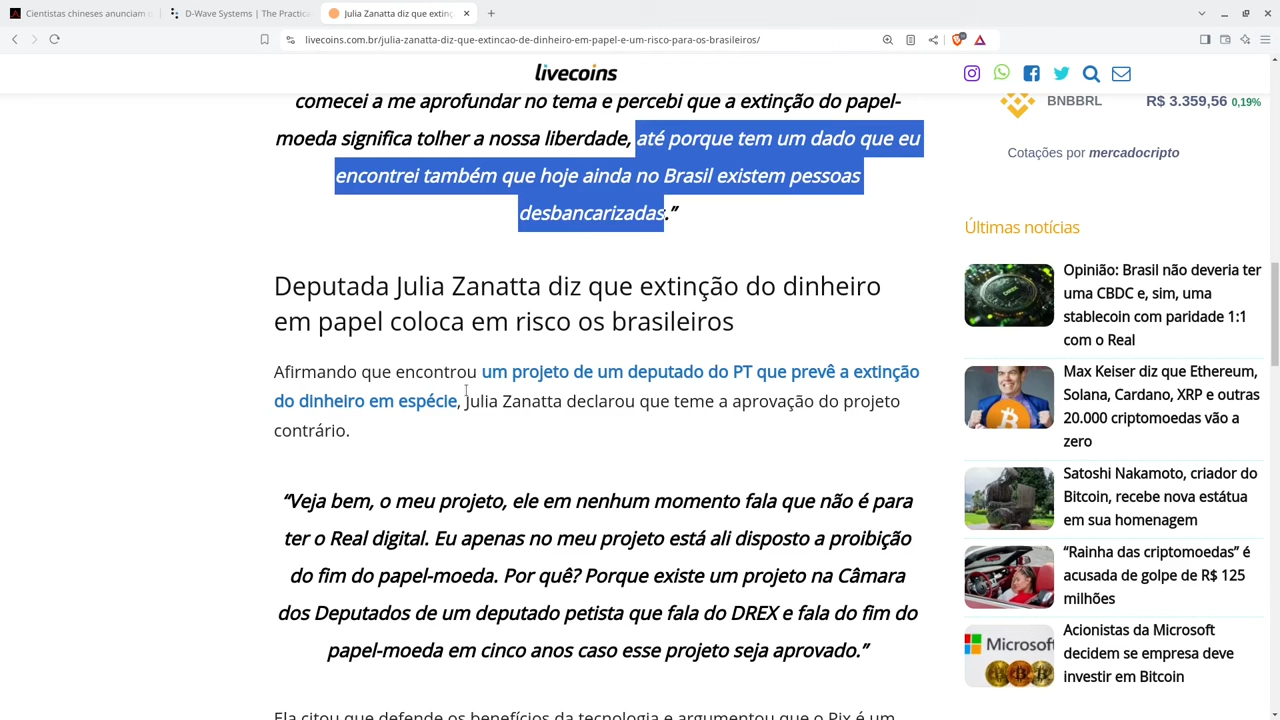 Cientistas chineses anunciam o
D-Wave Systems | The Practica
Julia Zanatta diz que extinç
livecoins.com.br/julia-zanatta-diz-que-extincao-de-dinheiro-em-papel-e-um-risco-para-os-brasileiros/
livecoins
comecei a me aprofundar no tema e percebi que a extinção do papel-
moeda significa tolher a nossa liberdade, até porque tem um dado que eu
encontrei também que hoje ainda no Brasil existem pessoas
desbancarizadas.”
Deputada Julia Zanatta diz que extinção do dinheiro
em papel coloca em risco os brasileiros
Afirmando que encontrou um projeto de um deputado do PT que prevê a extinção
do dinheiro em espécie, Julia Zanatta declarou que teme a aprovação do projeto
contrário.
“Veja bem, o meu projeto, ele em nenhum momento fala que não é para
ter o Real digital. Eu apenas no meu projeto está ali disposto a proibição
do fim do papel-moeda. Por quê? Porque existe um projeto na Câmara
dos Deputados de um deputado petista que fala do DREX e fala do fim do
papel-moeda em cinco anos caso esse projeto seja aprovado.”
Ela citou que defende os benefícios da tecnologia e argumentou que o Pix é um
BNBBRL R$ 3.359,56 0,19%
Cotações por mercadocripto
Últimas notícias
Opinião: Brasil não deveria ter
uma CBDC e, sim, uma
stablecoin com paridade 1:1
com o Real
Max Keiser diz que Ethereum,
Solana, Cardano, XRP e outras
20.000 criptomoedas vão a
zero
Satoshi Nakamoto, criador do
Bitcoin, recebe nova estátua
em sua homenagem
“Rainha das criptomoedas” é
acusada de golpe de R$ 125
milhões
Microsoft
Acionistas da Microsoft
decidem se empresa deve
investir em Bitcoin